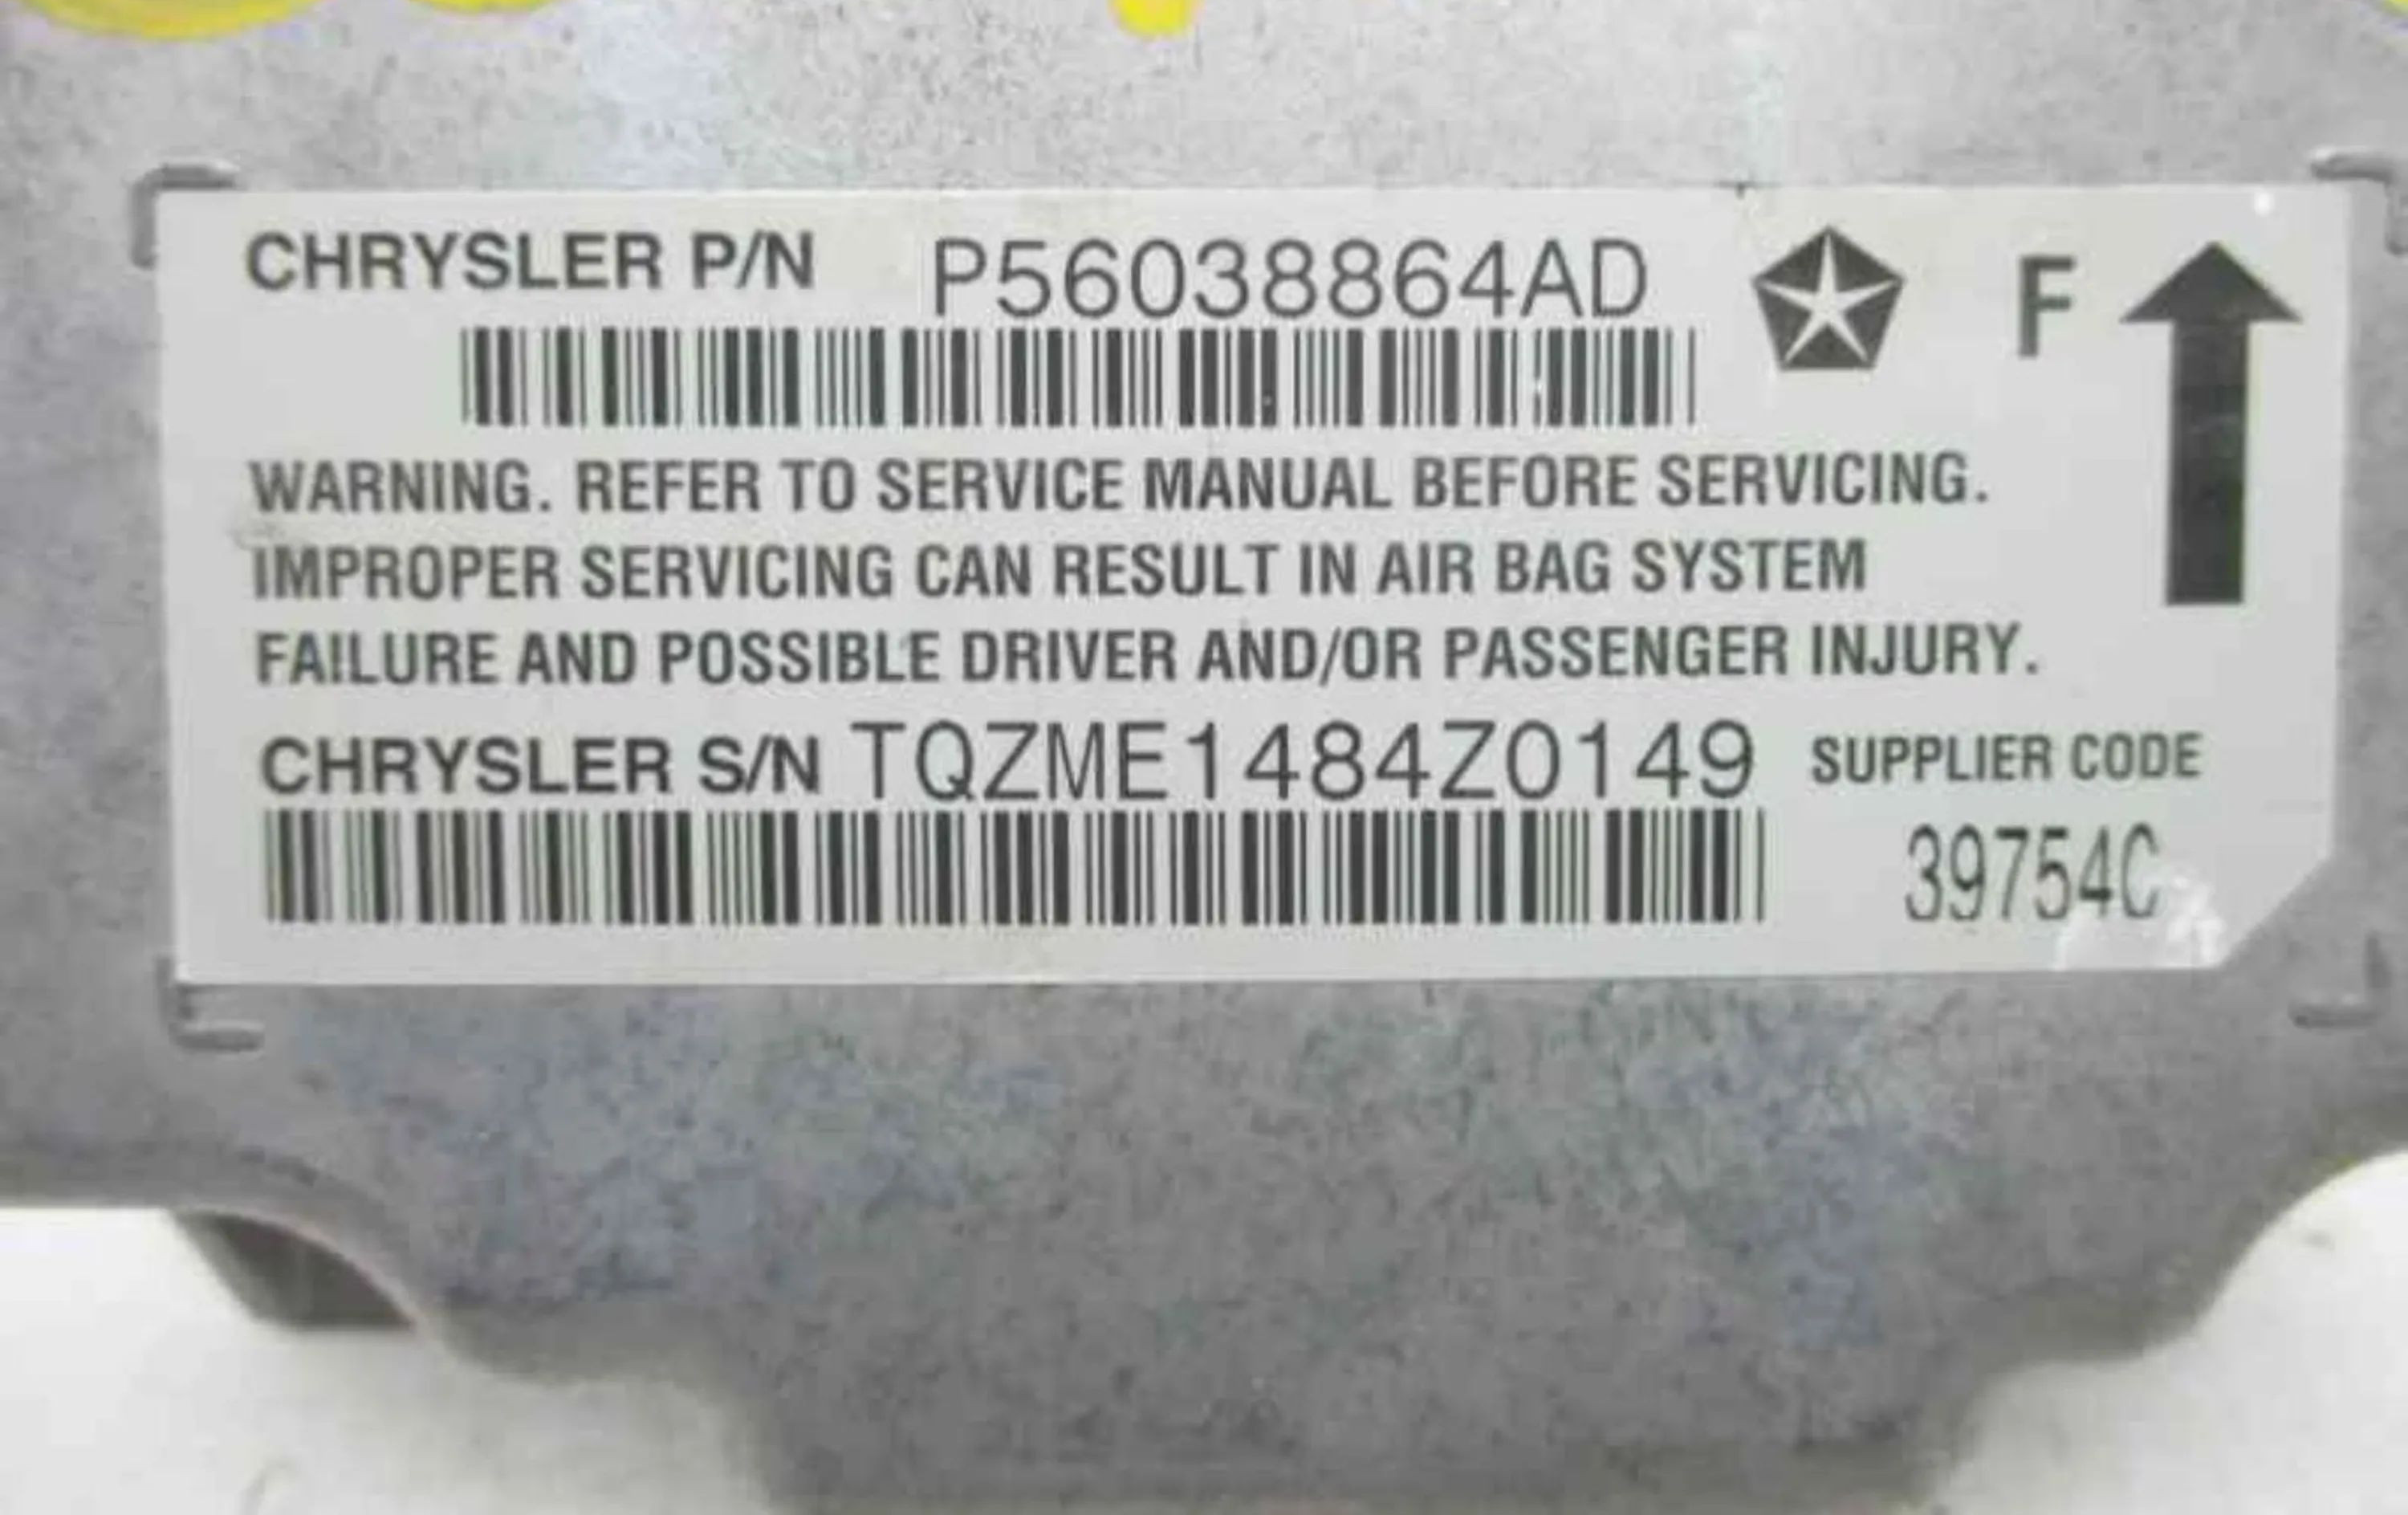 CHRYSLER P/N P56038864AD F
WARNING. REFER TO SERVICE MANUAL BEFORE SERVICING.
IMPROPER SERVICING CAN RESULT IN AIR BAG SYSTEM
FAILURE AND POSSIBLE DRIVER AND/OR PASSENGER INJURY.
CHRYSLER S/N TQZME1484Z0149 SUPPLIER CODE
39754C